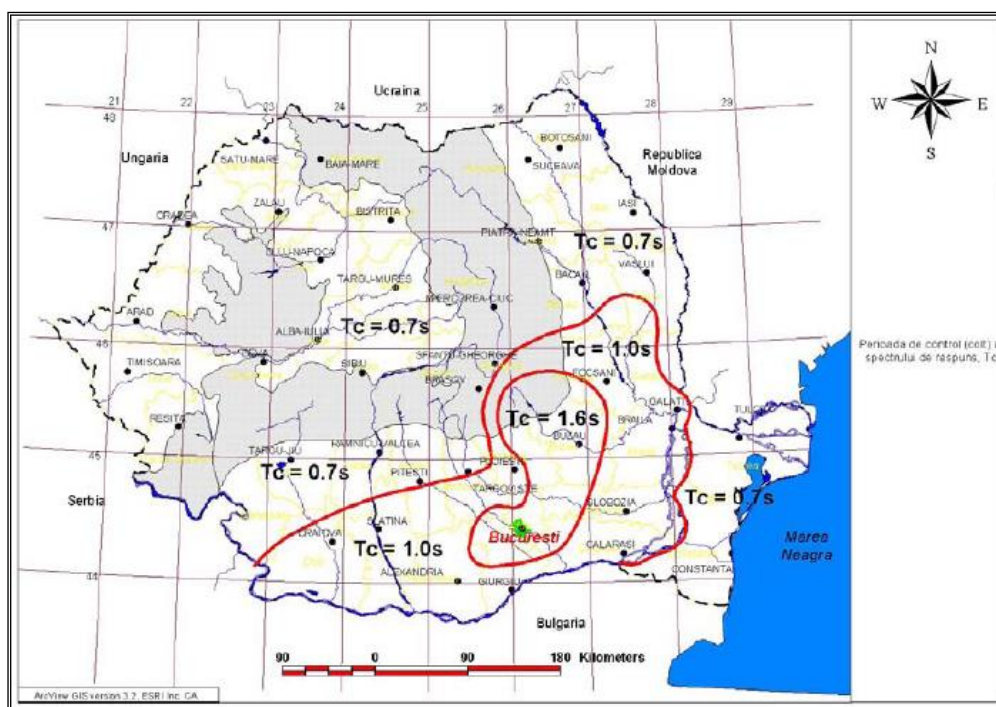 N
W E
S
Ucraina
21 22 23 24 25 26 27 28 29
48
BOTOSANI
Ungaria
SATU-MARE
BAIA-MARE
SUCEAVA
Republica
Moldova
ZALAU
BISTRITA
IASI
ORADEA
47
PIATRA-NEAMT
Tc = 0.7s
CLUJ-NAPOCA
VASLUI
TARGU-MURES
BACAU
MIERCUREA-CIUC
ARAD
Tc = 0.7s
ALBA-IULIA
46
Tc = 1.0s
Perioada de control (colt) a
spectrului de raspuns, Tc
TIMISOARA
DEVA
SIBIU
SFANTU-GHEORGHE
BRASOV
FOCSANI
GALATI
RESITA
Tc = 1.6s
BRAILA
TULCEA
RAMNICU-VALCEA
BUZAU
45
TARGU-JIU
Tc = 0.7s
PITESTI
PLOIESTI
TARGOVISTE
Serbia
SLOBOZIA
Tc = 0.7s
SLATINA
CRAIOVA
Bucuresti
Marea
Neagra
Tc = 1.0s
CALARASI
CONSTANTA
44
ALEXANDRIA
GIURGIU
Bulgaria
90 0 90 180 Kilometers
ArcView GIS version 3.2, ESRI Inc. CA